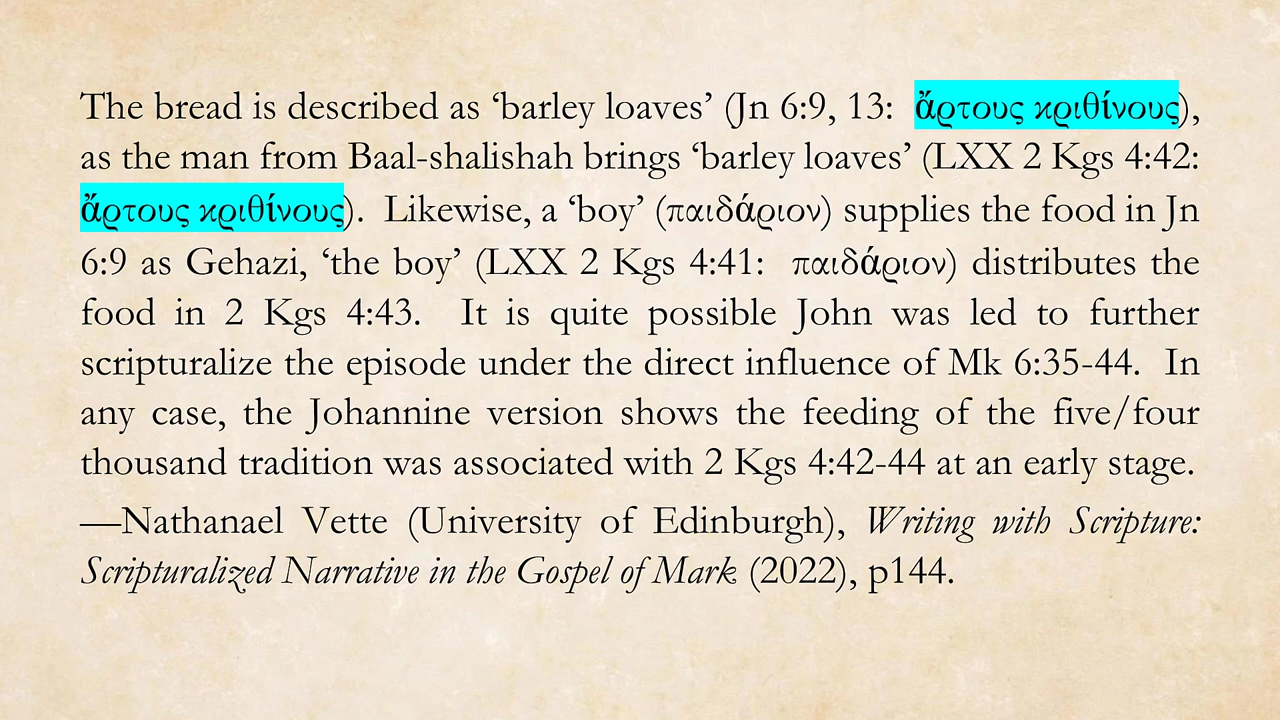 The bread is described as ‘barley loaves’ (Jn 6:9, 13:  ἄρτους κριθίνους),
as the man from Baal-shalishah brings ‘barley loaves’ (LXX 2 Kgs 4:42:
ἄρτους κριθίνους).  Likewise, a ‘boy’ (παιδάριον) supplies the food in Jn
6:9 as Gehazi, ‘the boy’ (LXX 2 Kgs 4:41:  παιδάριον) distributes the
food in 2 Kgs 4:43.  It is quite possible John was led to further
scripturalize the episode under the direct influence of Mk 6:35-44.  In
any case, the Johannine version shows the feeding of the five/four
thousand tradition was associated with 2 Kgs 4:42-44 at an early stage.
—Nathanael Vette (University of Edinburgh), Writing with Scripture:
Scripturalized Narrative in the Gospel of Mark (2022), p144.